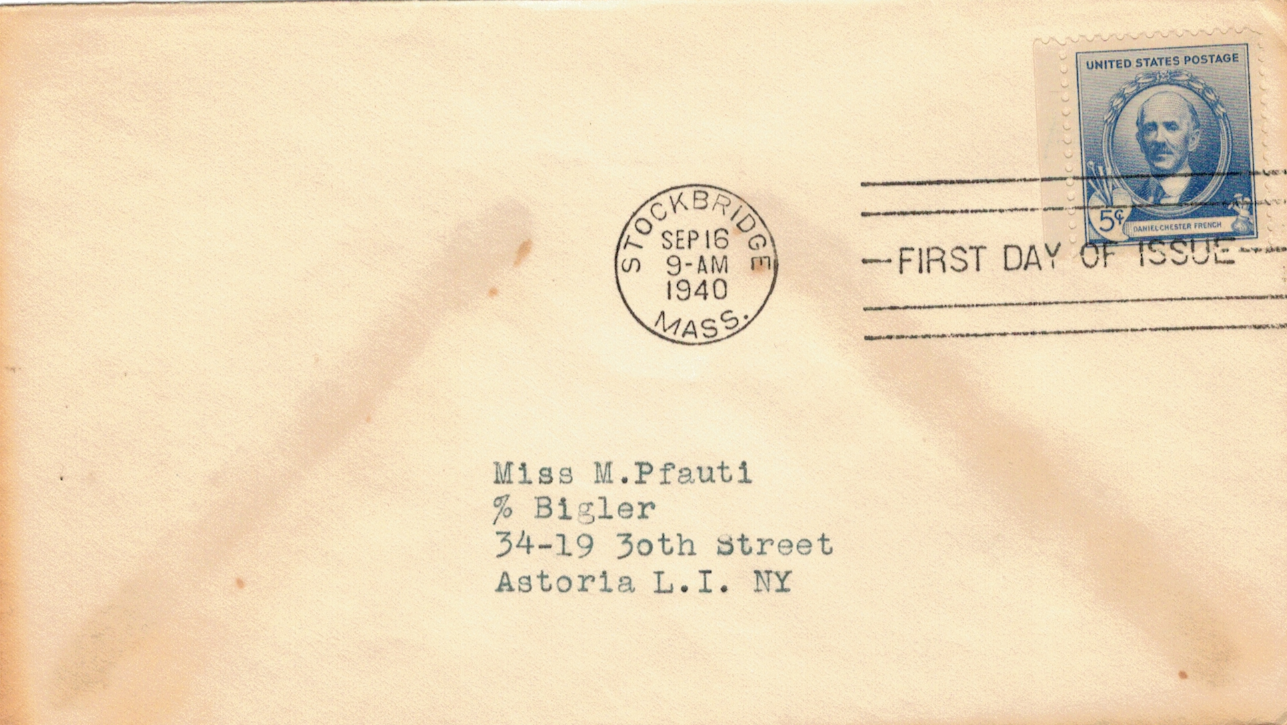 UNITED STATES POSTAGE
5¢
DANIEL CHESTER FRENCH
STOCKBRIDGE
SEP 16
9-AM
1940
MASS.
FIRST DAY OF ISSUE
Miss M.Pfauti
% Bigler
34-19 3oth Street
Astoria L.I. NY